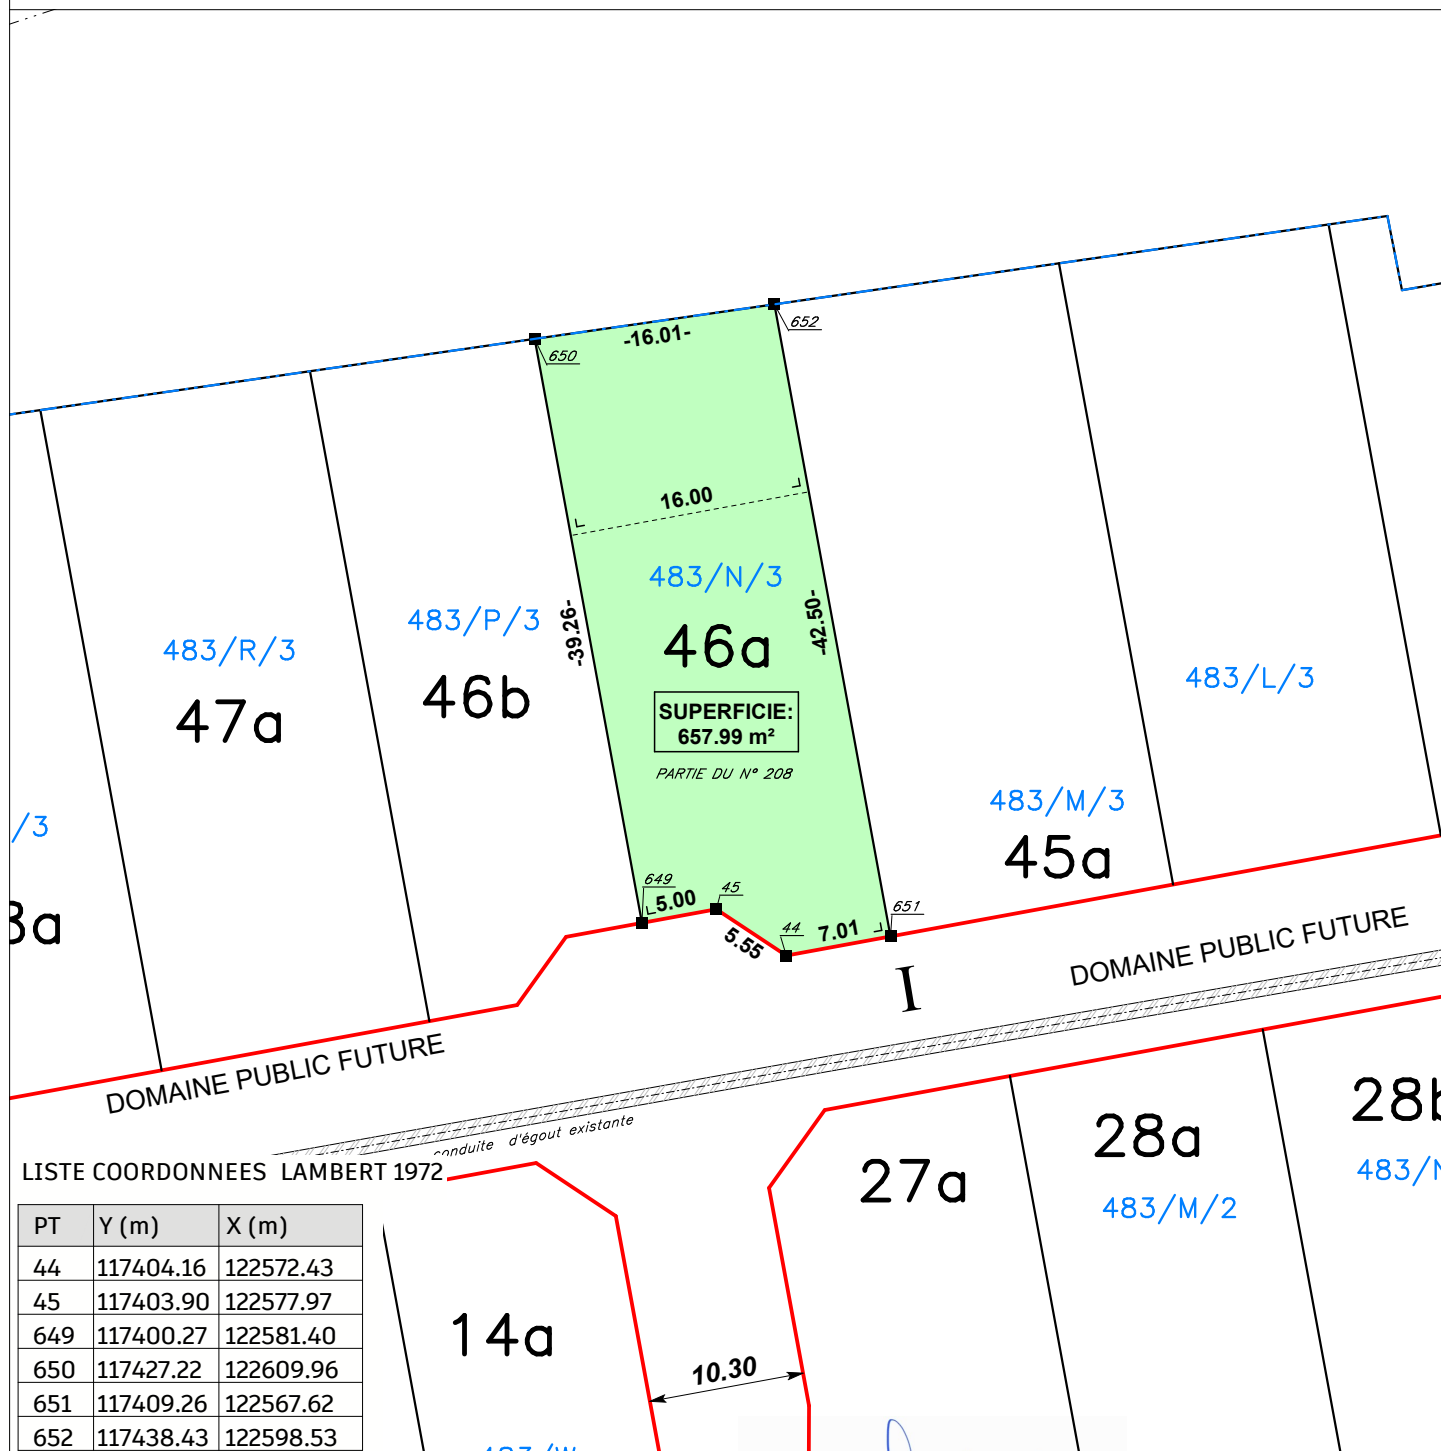 652
-16.01-
650
16.00
483/N/3
46a
-39.26-
-42.50-
SUPERFICIE:
657.99 m²
PARTIE DU N° 208
483/P/3
46b
483/R/3
47a
483/L/3
483/M/3
45a
/3
3a
649
5.00
45
5.55
44
7.01
651
I
DOMAINE PUBLIC FUTURE
DOMAINE PUBLIC FUTURE
conduite d'égout existante
28a
483/M/2
28b
483/N
27a
14a
10.30
483/W
LISTE COORDONNEES LAMBERT 1972
PT Y (m) X (m)
44 117404.16 122572.43
45 117403.90 122577.97
649 117400.27 122581.40
650 117427.22 122609.96
651 117409.26 122567.62
652 117438.43 122598.53